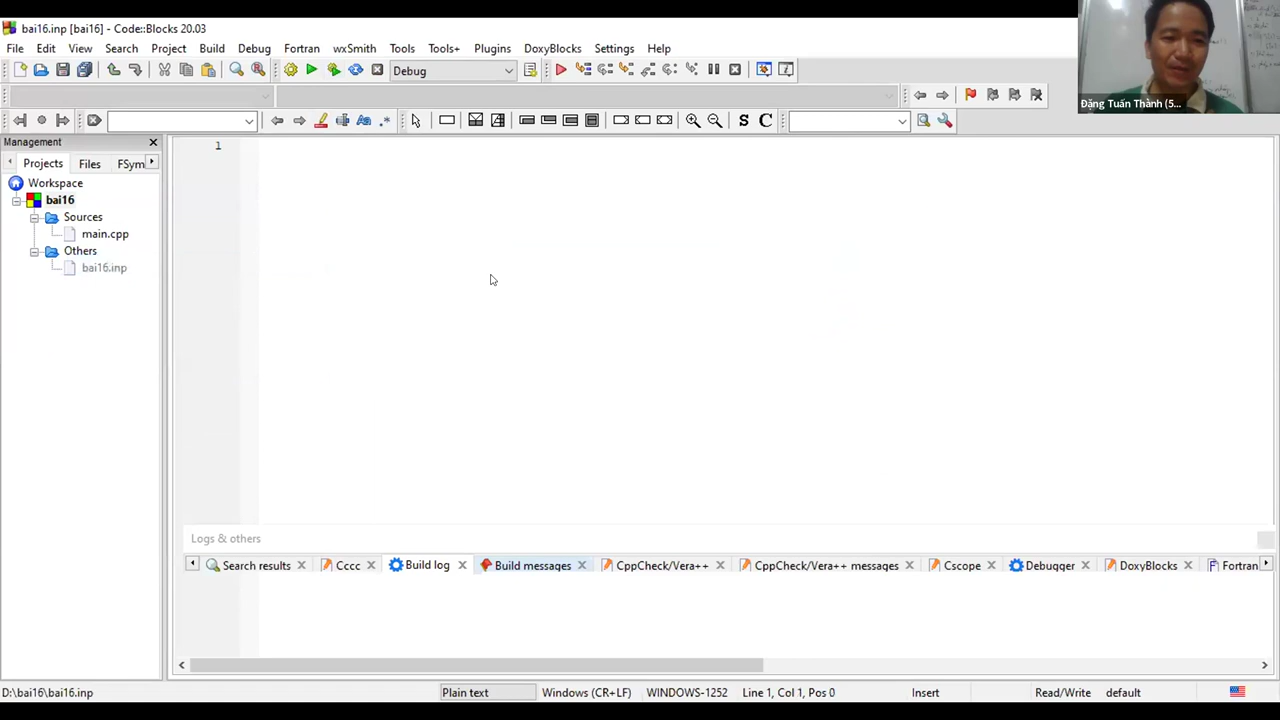 bai16.inp [bai16] - Code::Blocks 20.03
File Edit View Search Project Build Debug Fortran wxSmith Tools Tools+ Plugins DoxyBlocks Settings Help
Debug
Đặng Tuấn Thành (5...
S C
Management
Projects Files FSym
1
Workspace
bai16
Sources
main.cpp
Others
bai16.inp
Logs & others
Search results Cccc Build log Build messages CppCheck/Vera++ CppCheck/Vera++ messages Cscope Debugger DoxyBlocks Fortran
D:\bai16\bai16.inp Plain text Windows (CR+LF) WINDOWS-1252 Line 1, Col 1, Pos 0 Insert Read/Write default